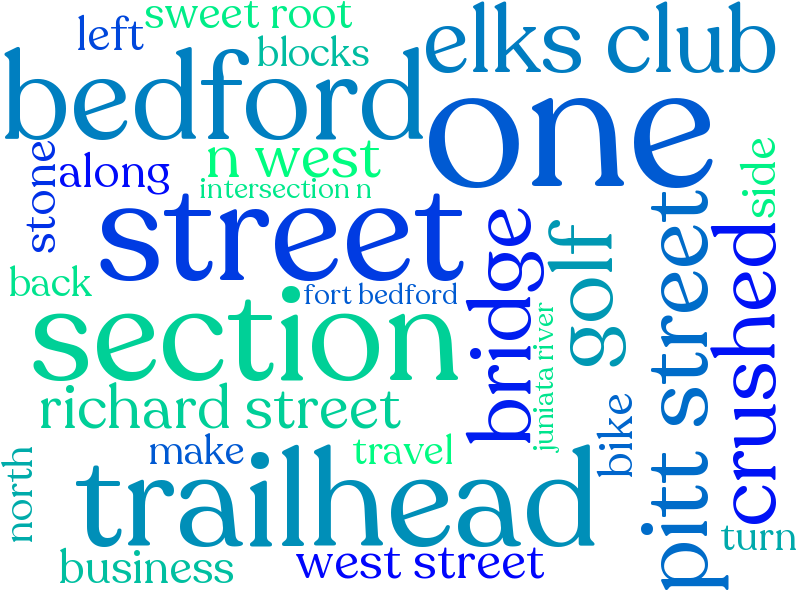 sweet root
left
blocks
elks club
bedford
one
stone
along
n west
intersection n
side
street
bridge
golf
pitt street
crushed
back
fort bedford
section
juniata river
richard street
bike
make
travel
north
trailhead
turn
business
west street